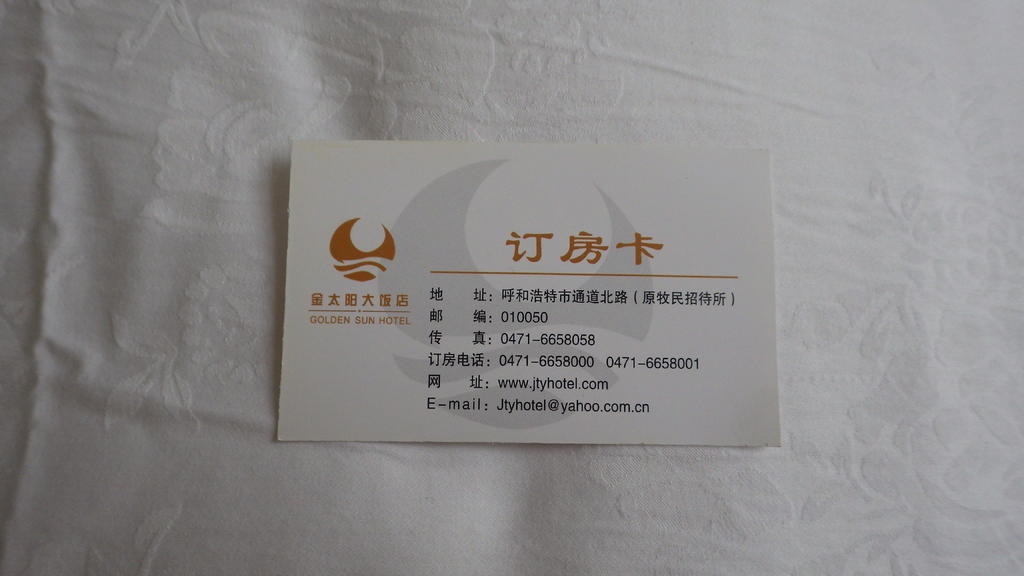 订房卡
金太阳大饭店
GOLDEN SUN HOTEL
地 址：呼和浩特市通道北路（原牧民招待所）
邮 编：010050
传 真：0471-6658058
订房电话：0471-6658000 0471-6658001
网 址：www.jtyhotel.com
E-mail：Jtyhotel@yahoo.com.cn